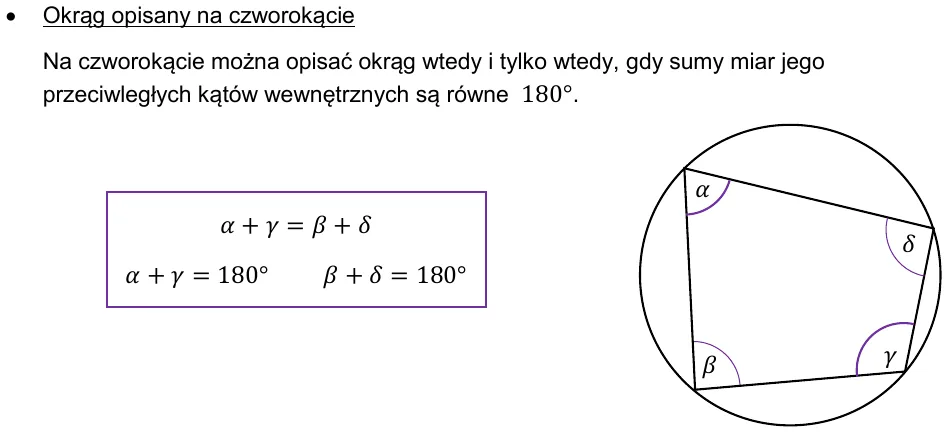 • Okrąg opisany na czworokącie
Na czworokącie można opisać okrąg wtedy i tylko wtedy, gdy sumy miar jego
przeciwległych kątów wewnętrznych są równe 180°.
α + γ = β + δ
α + γ = 180° β + δ = 180°
α
δ
γ
β